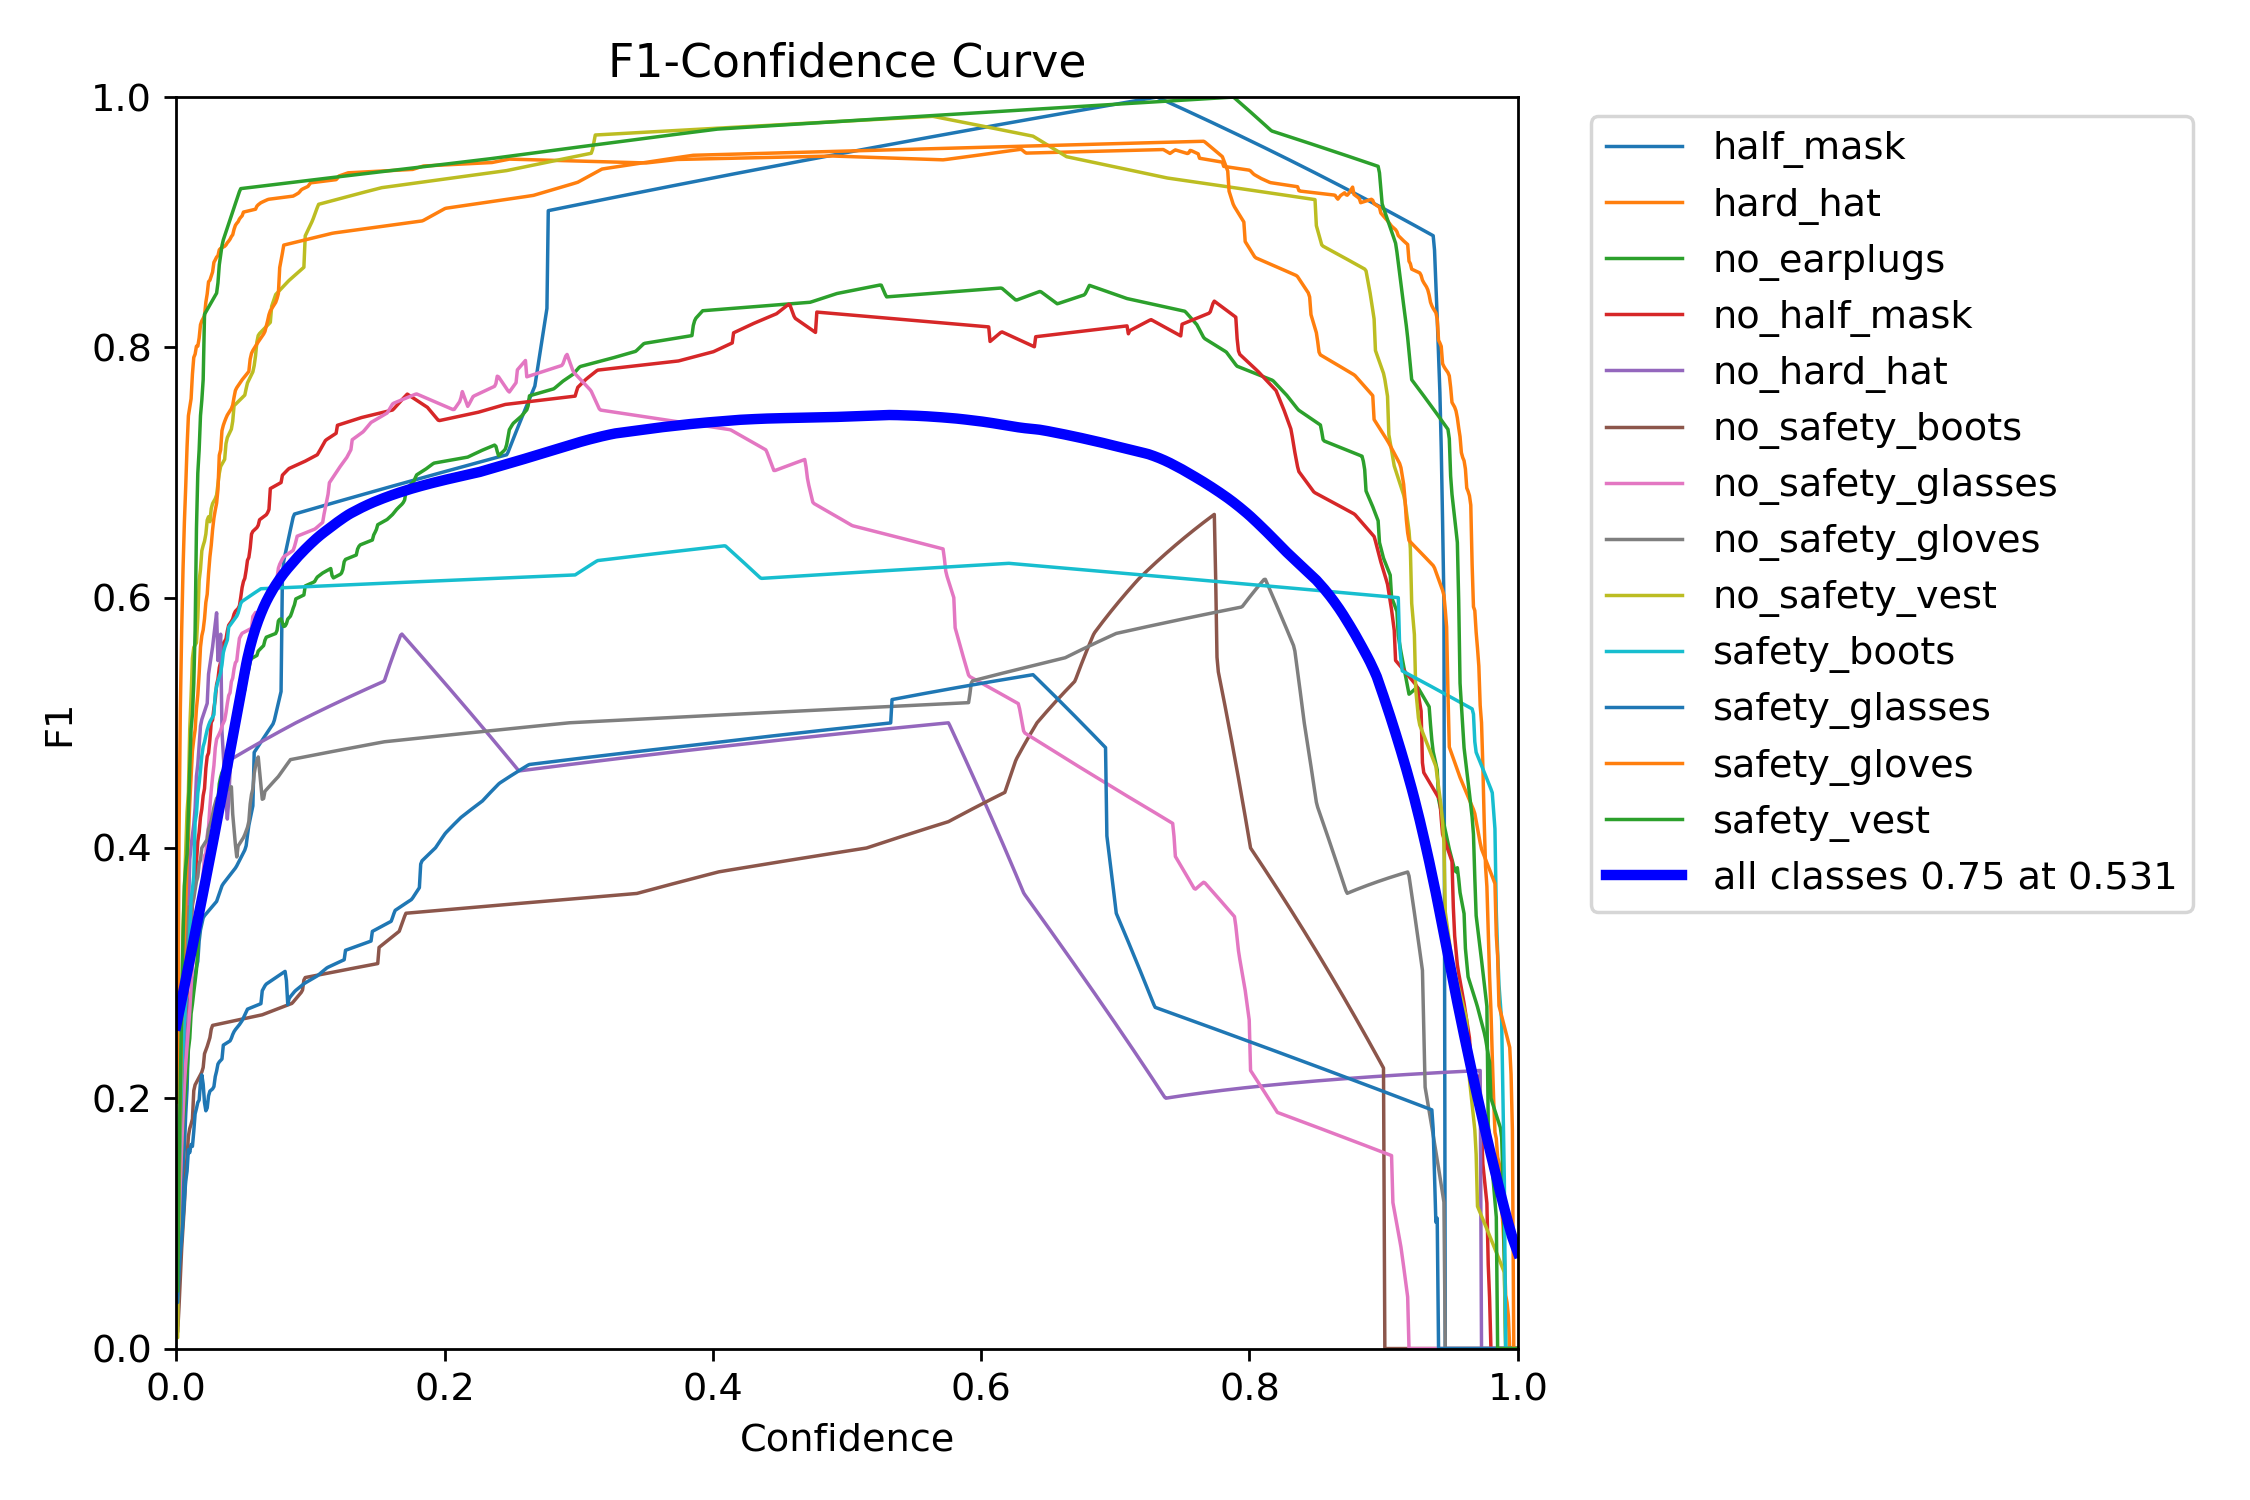 F1-Confidence Curve
1.0
0.8
0.6
0.4
0.2
0.0
F1
0.0 0.2 0.4 0.6 0.8 1.0
Confidence
half_mask
hard_hat
no_earplugs
no_half_mask
no_hard_hat
no_safety_boots
no_safety_glasses
no_safety_gloves
no_safety_vest
safety_boots
safety_glasses
safety_gloves
safety_vest
all classes 0.75 at 0.531